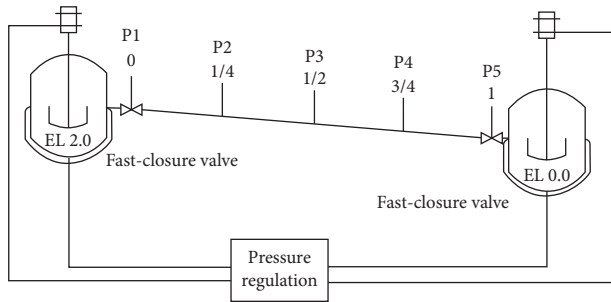 P1
0
P2
1/4
P3
1/2
P4
3/4
P5
1
EL 2.0
Fast-closure valve
EL 0.0
Fast-closure valve
Pressure
regulation